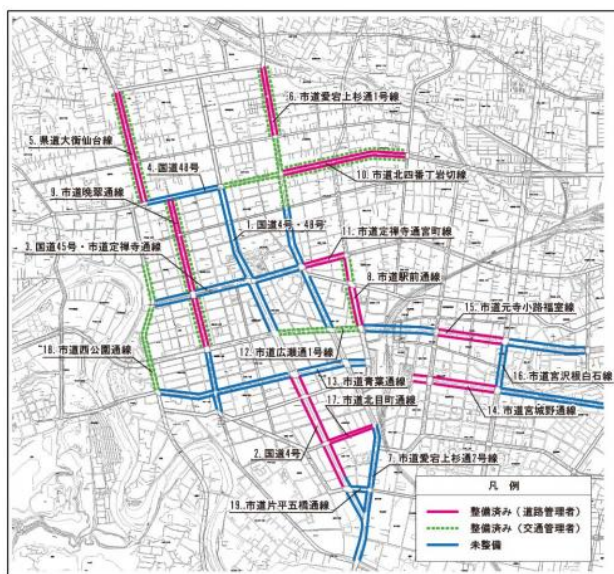 6. 市道愛宕上杉通1号線
5. 県道大衡仙台線
4. 国道48号
9. 市道晩翠通線
10. 市道北四番丁岩切線
1. 国道4号・48号
3. 国道45号・市道定禅寺通線
11. 市道定禅寺通宮町線
8. 市道駅前通線
15. 市道元寺小路福室線
18. 市道西公園通線
12. 市道広瀬通1号線
16. 市道宮沢根白石線
13. 市道青葉通線
17. 市道北目町通線
14. 市道宮城野通線
2. 国道4号
7. 市道愛宕上杉通2号線
19. 市道片平五橋通線
凡 例
整備済み（道路管理者）
整備済み（交通管理者）
未整備